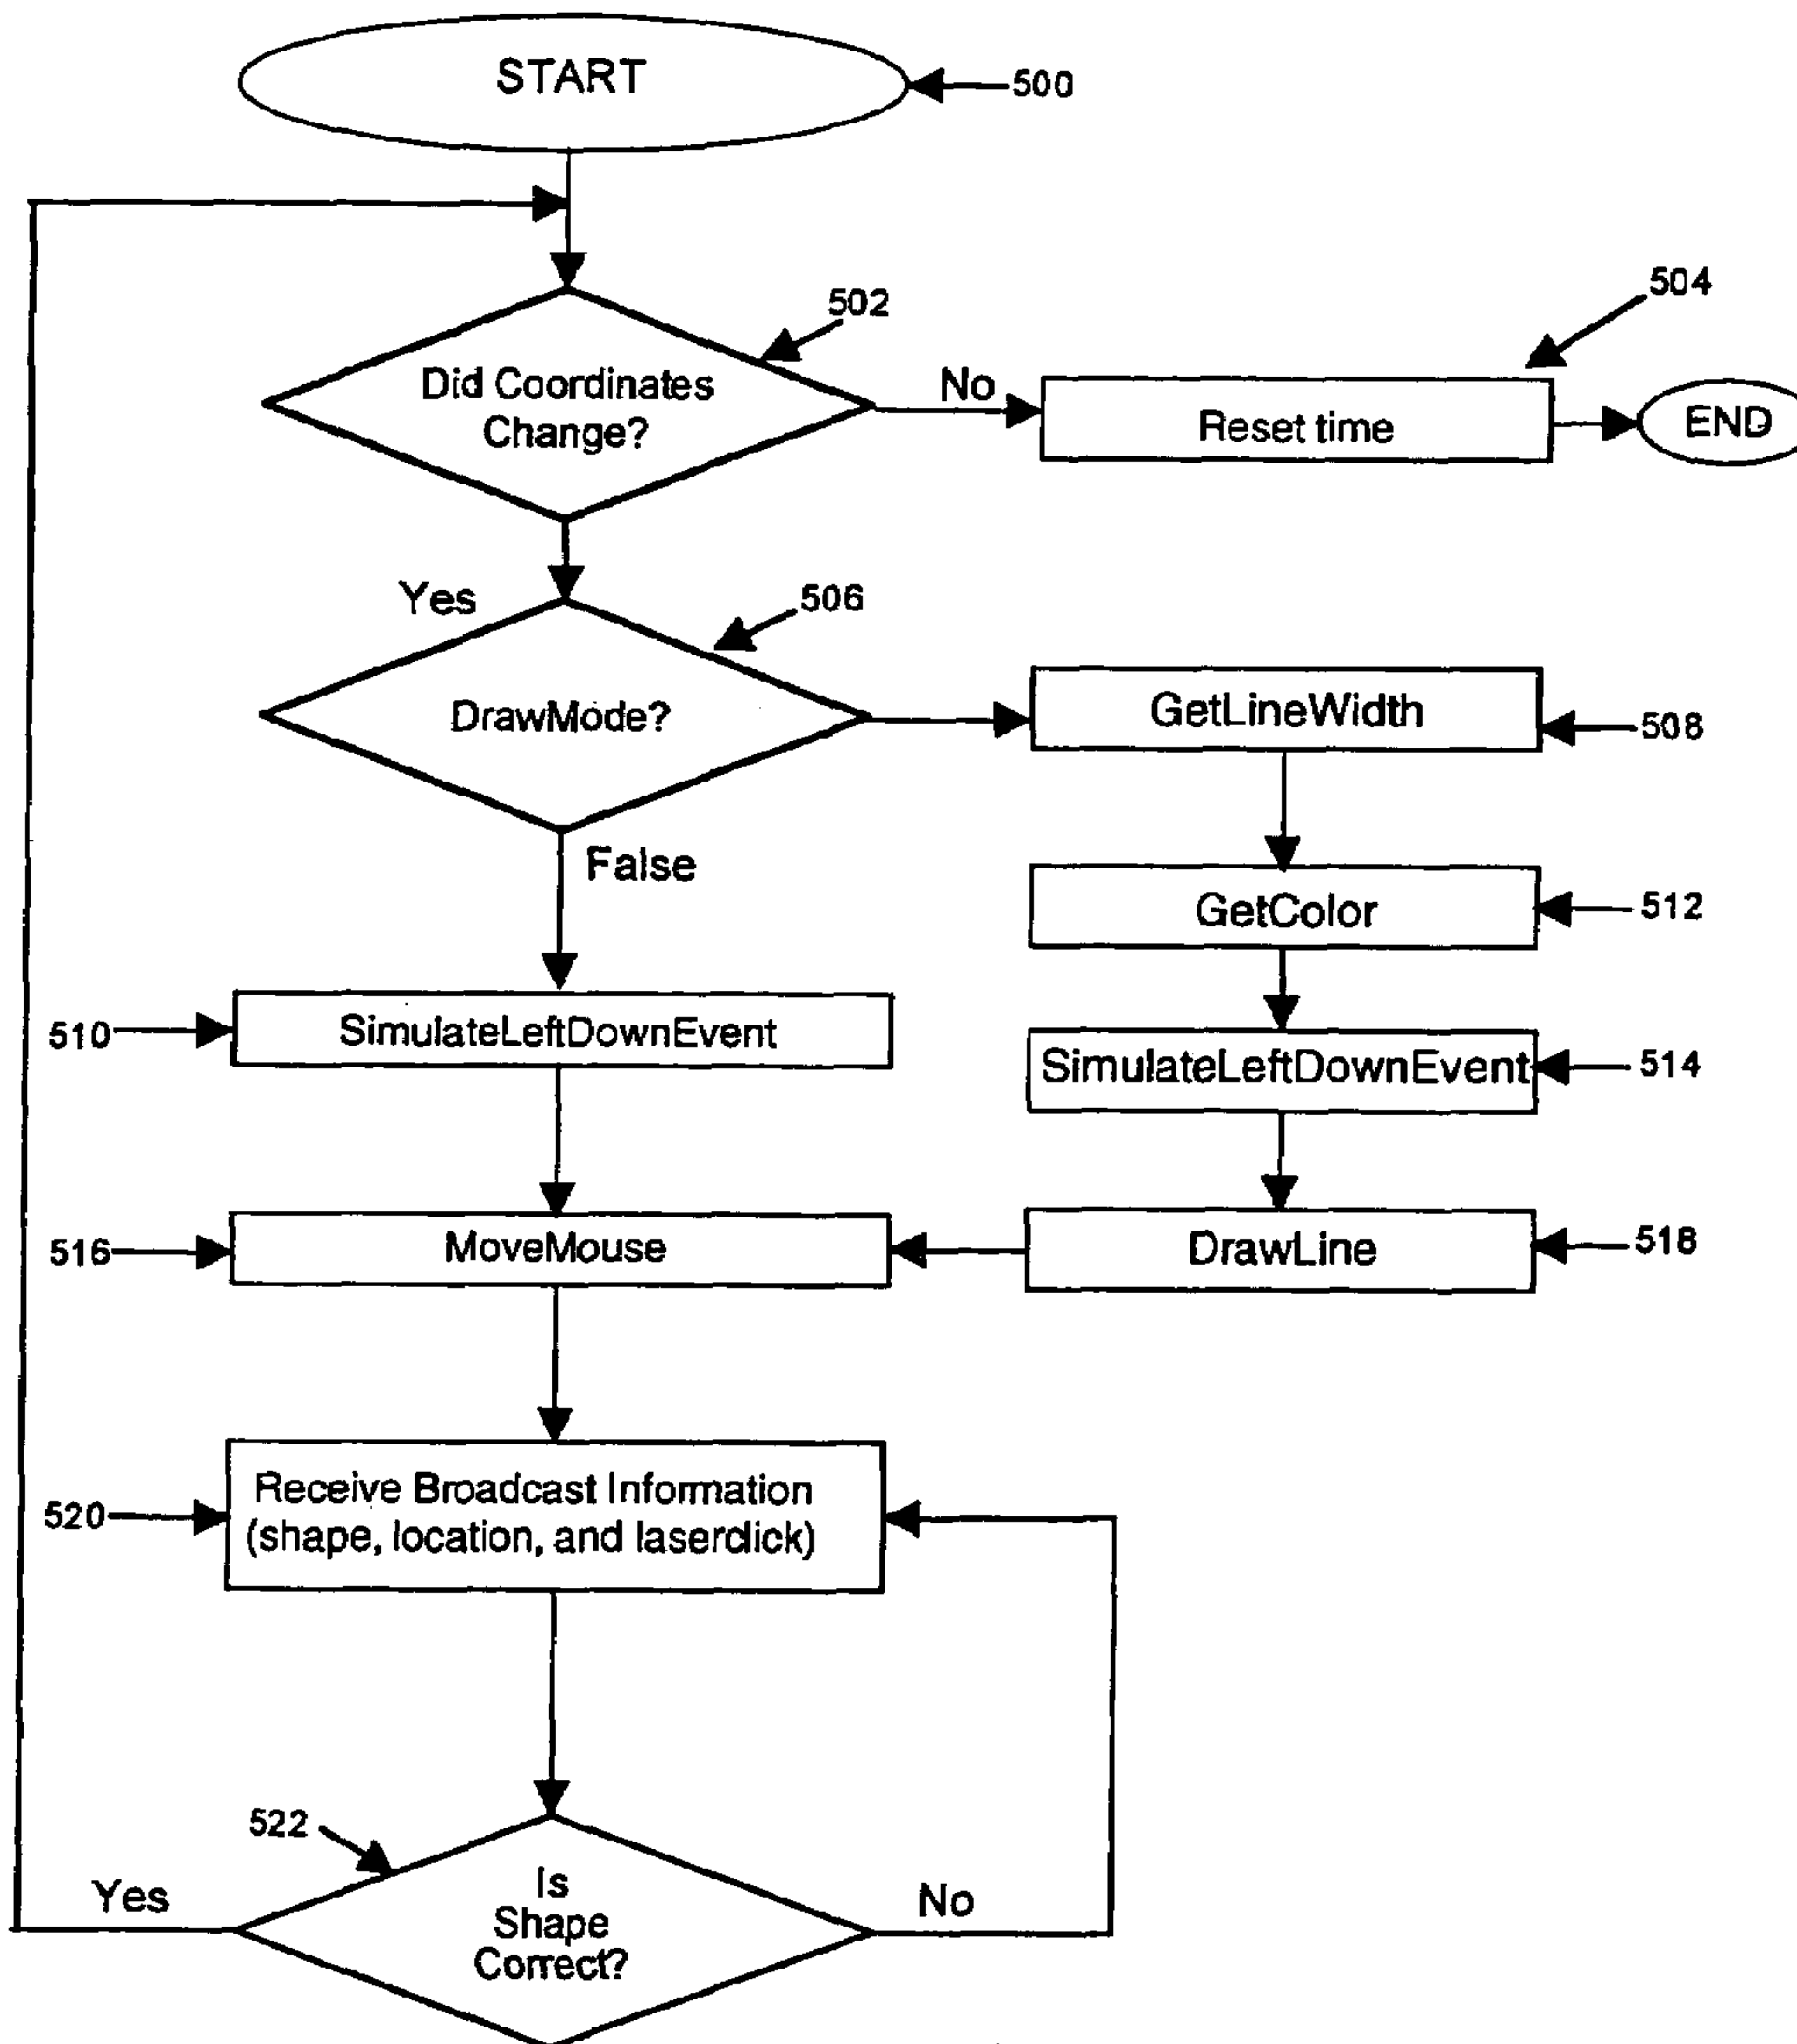 START
500
502
504
Did Coordinates
Change?
No
Reset time
END
Yes
506
DrawMode?
GetLineWidth
508
False
GetColor
512
510
SimulateLeftDownEvent
SimulateLeftDownEvent
514
516
MoveMouse
DrawLine
518
520
Receive Broadcast Information
(shape, location, and laserclick)
522
Yes
Is
Shape
Correct?
No